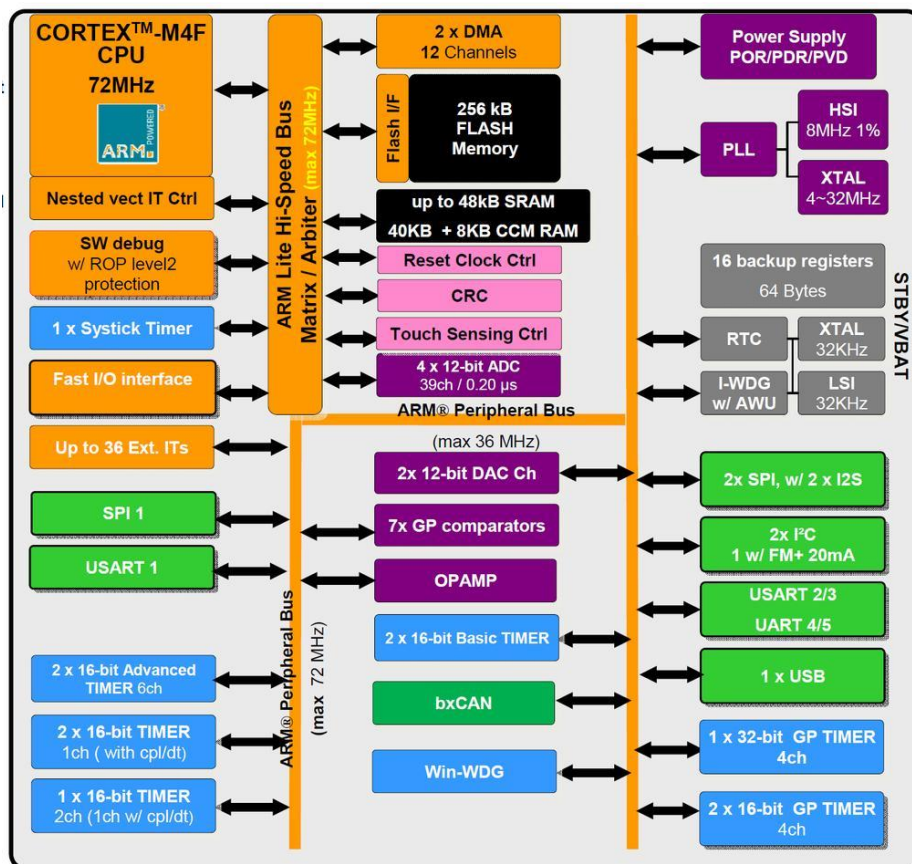 CORTEX™-M4F
CPU
72MHz
POWERED
ARM
Nested vect IT Ctrl
SW debug
w/ ROP level2
protection
1 x Systick Timer
Fast I/O interface
Up to 36 Ext. ITs
SPI 1
USART 1
2 x 16-bit Advanced
TIMER 6ch
2 x 16-bit TIMER
1ch ( with cpl/dt)
1 x 16-bit TIMER
2ch (1ch w/ cpl/dt)
ARM Lite Hi-Speed Bus
Matrix / Arbiter (max 72MHz)
ARM® Peripheral Bus
(max 72 MHz)
2 x DMA
12 Channels
Flash I/F
256 kB
FLASH
Memory
up to 48kB SRAM
40KB + 8KB CCM RAM
Reset Clock Ctrl
CRC
Touch Sensing Ctrl
4 x 12-bit ADC
39ch / 0.20 µs
ARM® Peripheral Bus
(max 36 MHz)
2x 12-bit DAC Ch
7x GP comparators
OPAMP
2 x 16-bit Basic TIMER
bxCAN
Win-WDG
Power Supply
POR/PDR/PVD
PLL
HSI
8MHz 1%
XTAL
4~32MHz
16 backup registers
64 Bytes
RTC
XTAL
32KHz
I-WDG
w/ AWU
LSI
32KHz
STBY/VBAT
2x SPI, w/ 2 x I2S
2x I²C
1 w/ FM+ 20mA
USART 2/3
UART 4/5
1 x USB
1 x 32-bit GP TIMER
4ch
2 x 16-bit GP TIMER
4ch